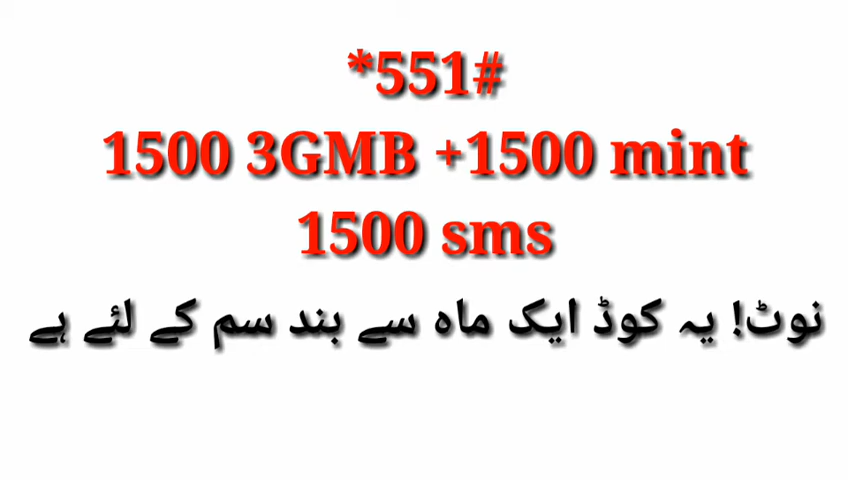 *551#
1500 3GMB +1500 mint
1500 sms
نوٹ! یہ کوڈ ایک ماہ سے بند سم کے لئے ہے